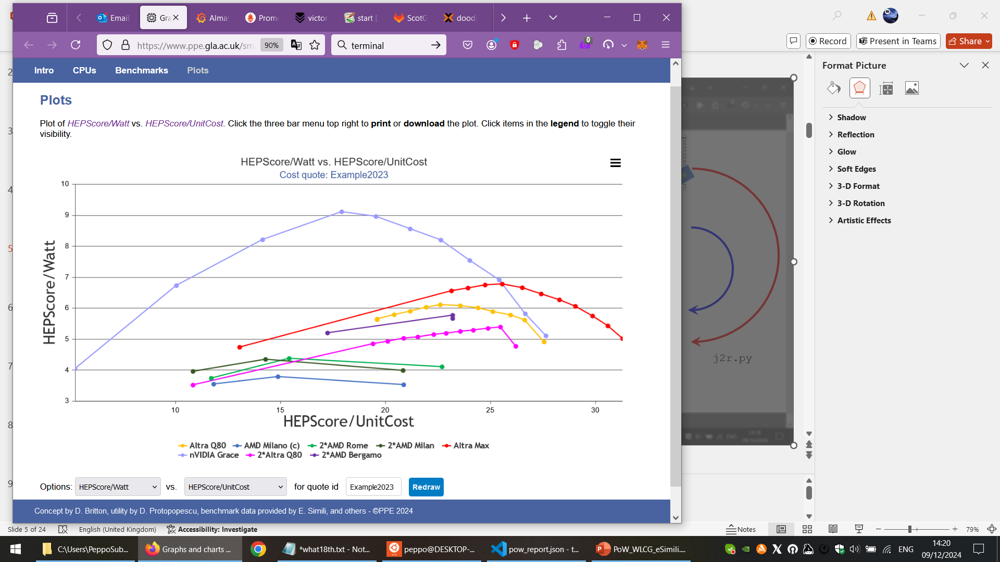 Email
Gra
Alma
Prom
victor
start
ScotG
doodl
https://www.ppe.gla.ac.uk/sm
90%
terminal
0
Record
Present in Teams
Share
Intro
CPUs
Benchmarks
Plots
Plots
Plot of HEPScore/Watt vs. HEPScore/UnitCost. Click the three bar menu top right to print or download the plot. Click items in the legend to toggle their
visibility.
HEPScore/Watt vs. HEPScore/UnitCost
Cost quote: Example2023
10
9
8
7
6
5
4
3
HEPScore/Watt
10
15
20
25
30
HEPScore/UnitCost
Altra Q80
AMD Milano (c)
2*AMD Rome
2*AMD Milan
Altra Max
nVIDIA Grace
2*Altra Q80
2*AMD Bergamo
Options:
HEPScore/Watt
vs.
HEPScore/UnitCost
for quote id
Example2023
Redraw
Concept by D. Britton, utility by D. Protopopescu, benchmark data provided by E. Simili, and others - ©PPE 2024
2
3
4
5
6
7
8
9
j2r.py
Format Picture
Shadow
Reflection
Glow
Soft Edges
3-D Format
3-D Rotation
Artistic Effects
Slide 5 of 24
English (United Kingdom)
Accessibility: Investigate
Notes
79%
C:\Users\PeppoSub...
Graphs and charts ...
*what18th.txt - Not...
peppo@DESKTOP-...
pow_report.json - t...
PoW_WLCG_eSimili....
ENG
14:20
09/12/2024